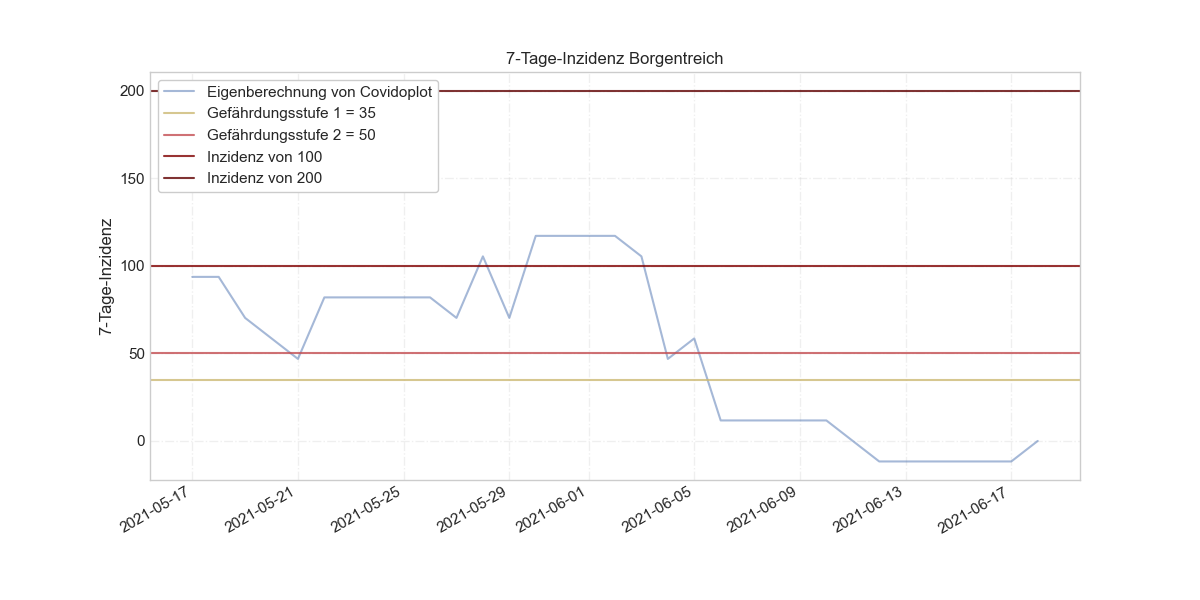 7-Tage-Inzidenz Borgentreich
Eigenberechnung von Covidoplot
Gefährdungsstufe 1 = 35
Gefährdungsstufe 2 = 50
Inzidenz von 100
Inzidenz von 200
7-Tage-Inzidenz
200
150
100
50
0
2021-05-17
2021-05-21
2021-05-25
2021-05-29
2021-06-01
2021-06-05
2021-06-09
2021-06-13
2021-06-17